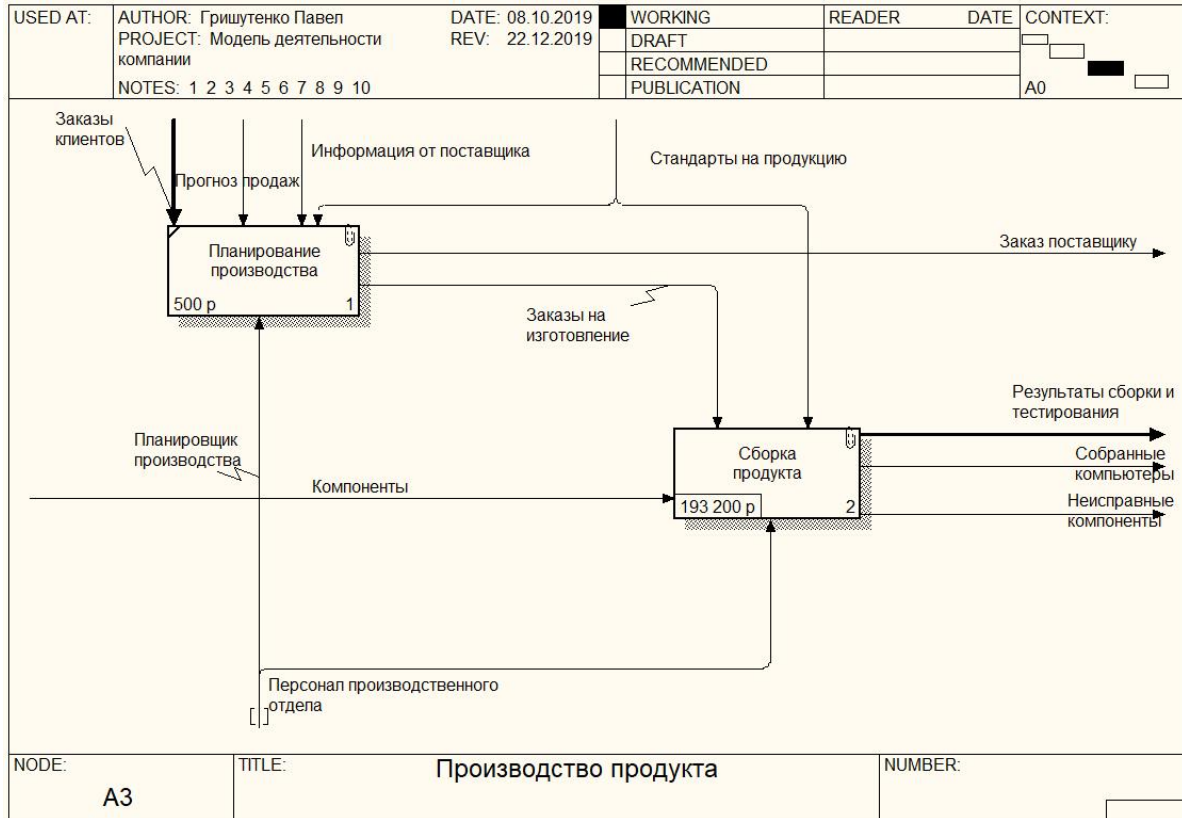 USED AT:
AUTHOR: Гришутенко Павел
DATE: 08.10.2019
PROJECT: Модель деятельности
компании
REV: 22.12.2019
NOTES: 1 2 3 4 5 6 7 8 9 10
WORKING
DRAFT
RECOMMENDED
PUBLICATION
READER DATE
CONTEXT:
A0
Заказы
клиентов
Прогноз продаж
Информация от поставщика
Стандарты на продукцию
Планирование
производства
500 р 1
Заказ поставщику
Заказы на
изготовление
Результаты сборки и
тестирования
Планировщик
производства
Сборка
продукта
193 200 р 2
Собранные
компьютеры
Компоненты
Неисправные
компоненты
Персонал производственного
отдела
NODE:
A3
TITLE:
Производство продукта
NUMBER: